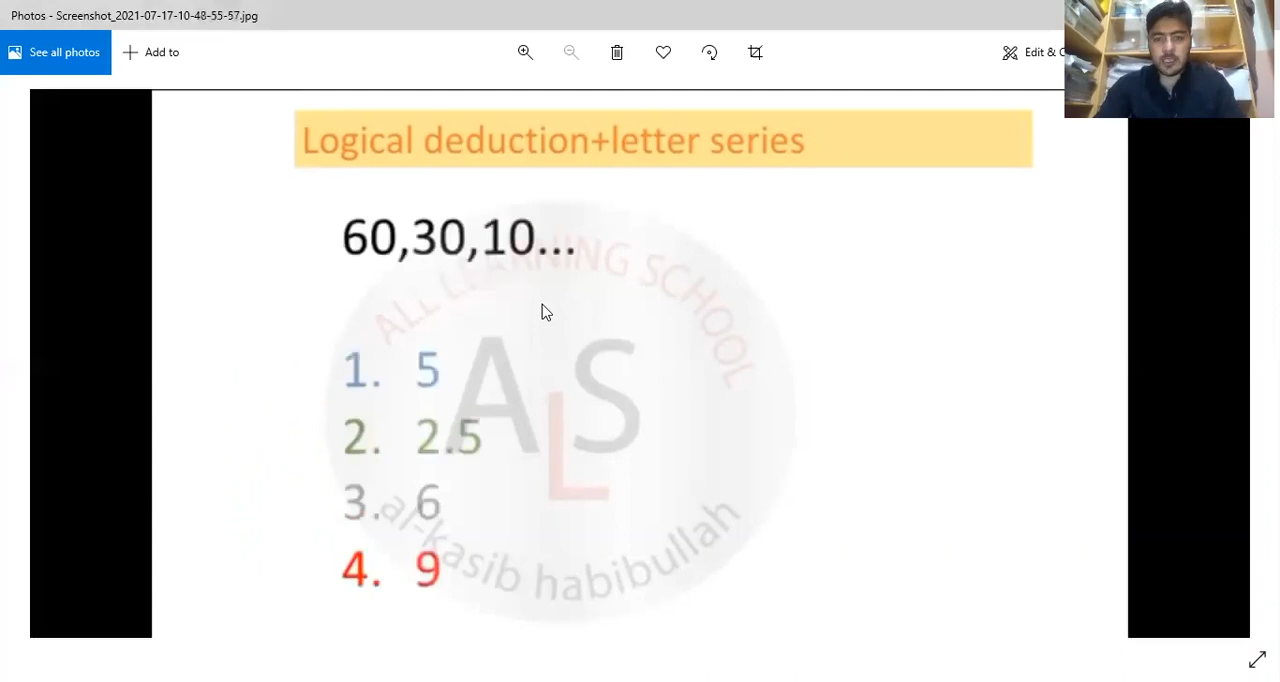 Photos - Screenshot_2021-07-17-10-48-55-57.jpg
See all photos
Add to
Edit & C
Logical deduction+letter series
60,30,10...
ALL LEARNING SCHOOL
1. 5
2. 2.5
3. 6
4. 9
ALS
al-kasib habibullah